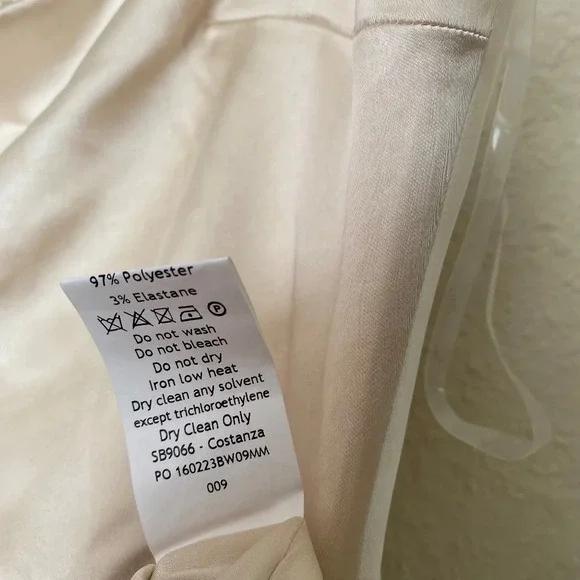 97% Polyester
3% Elastane
P
Do not wash
Do not bleach
Do not dry
Iron low heat
Dry clean any solvent
except trichloroethylene
Dry Clean Only
SB9066 - Costanza
PO 160223BW09MM
009